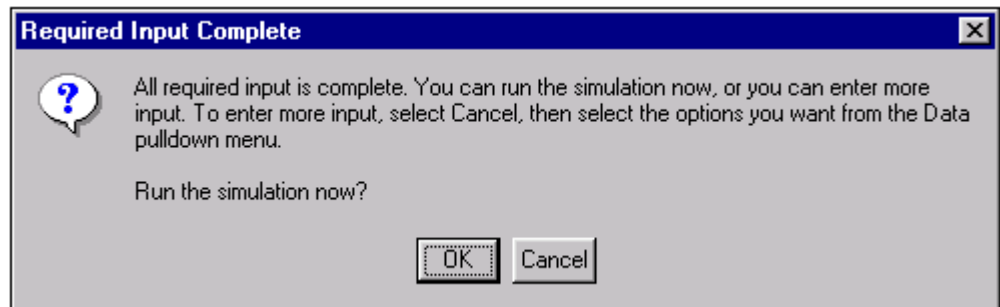 Required Input Complete
All required input is complete. You can run the simulation now, or you can enter more
input. To enter more input, select Cancel, then select the options you want from the Data
pulldown menu.
Run the simulation now?
OK Cancel